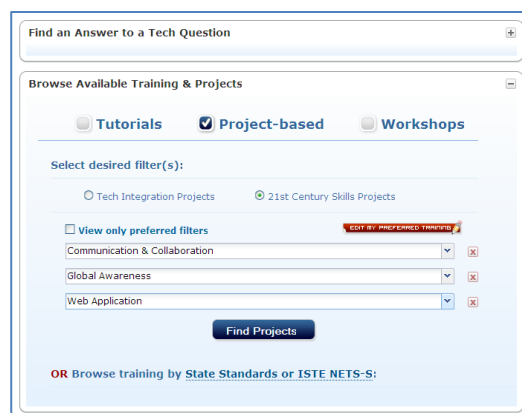 Find an Answer to a Tech Question
Browse Available Training & Projects
Tutorials Project-based Workshops
Select desired filter(s):
Tech Integration Projects 21st Century Skills Projects
View only preferred filters EDIT MY PREFERRED TRAINING
Communication & Collaboration
Global Awareness
Web Application
Find Projects
OR Browse training by State Standards or ISTE NETS-S: